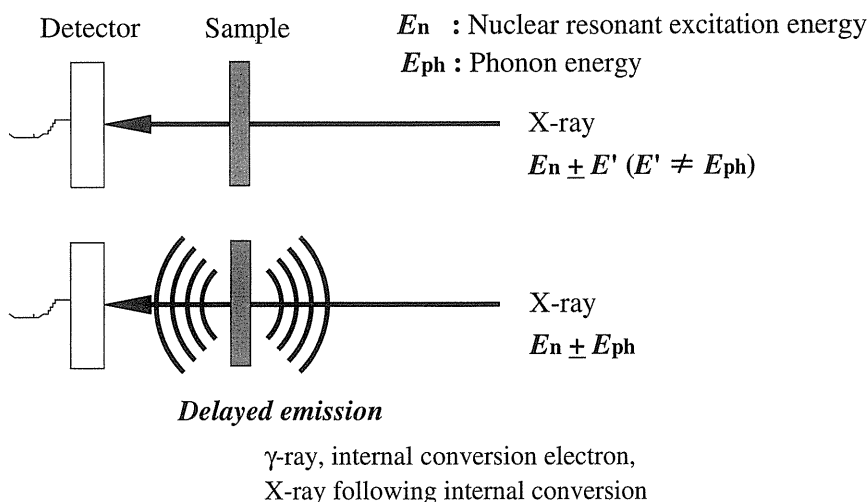 Detector Sample
En : Nuclear resonant excitation energy
Eph : Phonon energy
X-ray
En ± E' (E' ≠ Eph)
X-ray
En ± Eph
Delayed emission
γ-ray, internal conversion electron,
X-ray following internal conversion